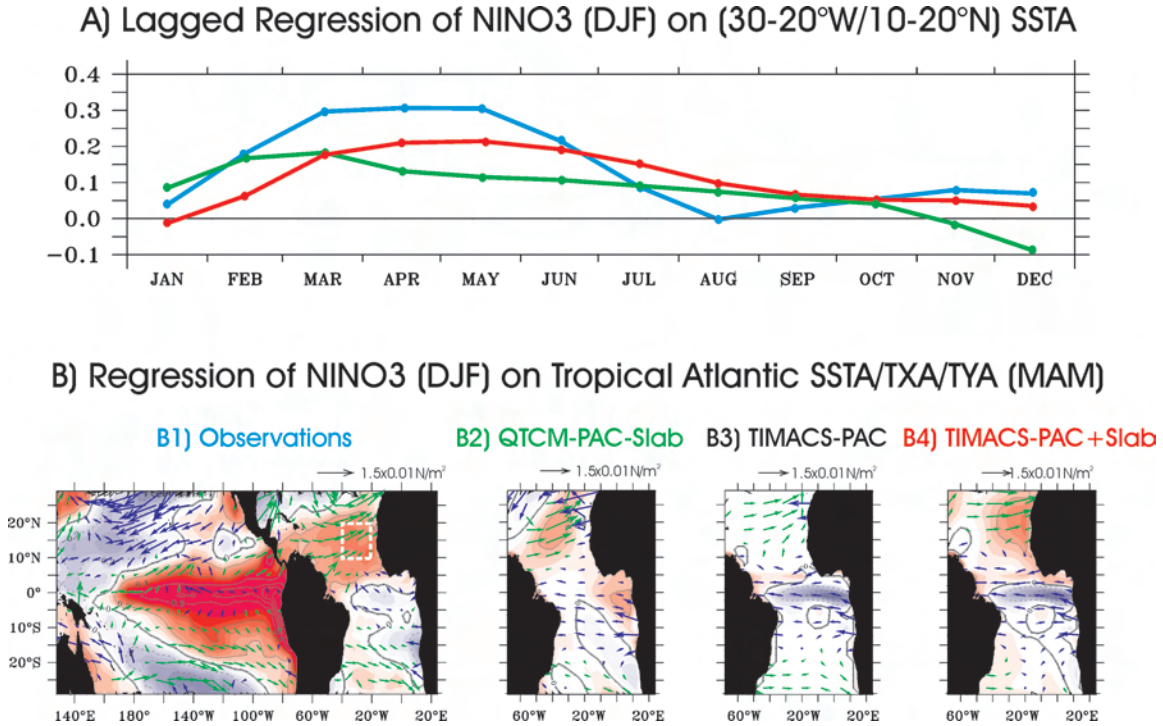 A) Lagged Regression of NINO3 (DJF) on (30-20°W/10-20°N) SSTA
0.4
0.3
0.2
0.1
0.0
−0.1
JAN FEB MAR APR MAY JUN JUL AUG SEP OCT NOV DEC
B) Regression of NINO3 (DJF) on Tropical Atlantic SSTA/TXA/TYA (MAM)
B1) Observations B2) QTCM-PAC-Slab B3) TIMACS-PAC B4) TIMACS-PAC+Slab
1.5x0.01N/m² 1.5x0.01N/m² 1.5x0.01N/m² 1.5x0.01N/m²
20°N
10°N
0°
10°S
20°S
140°E 180° 140°W 100°W 60°W 20°W 20°E 60°W 20°W 20°E 60°W 20°W 20°E 60°W 20°W 20°E